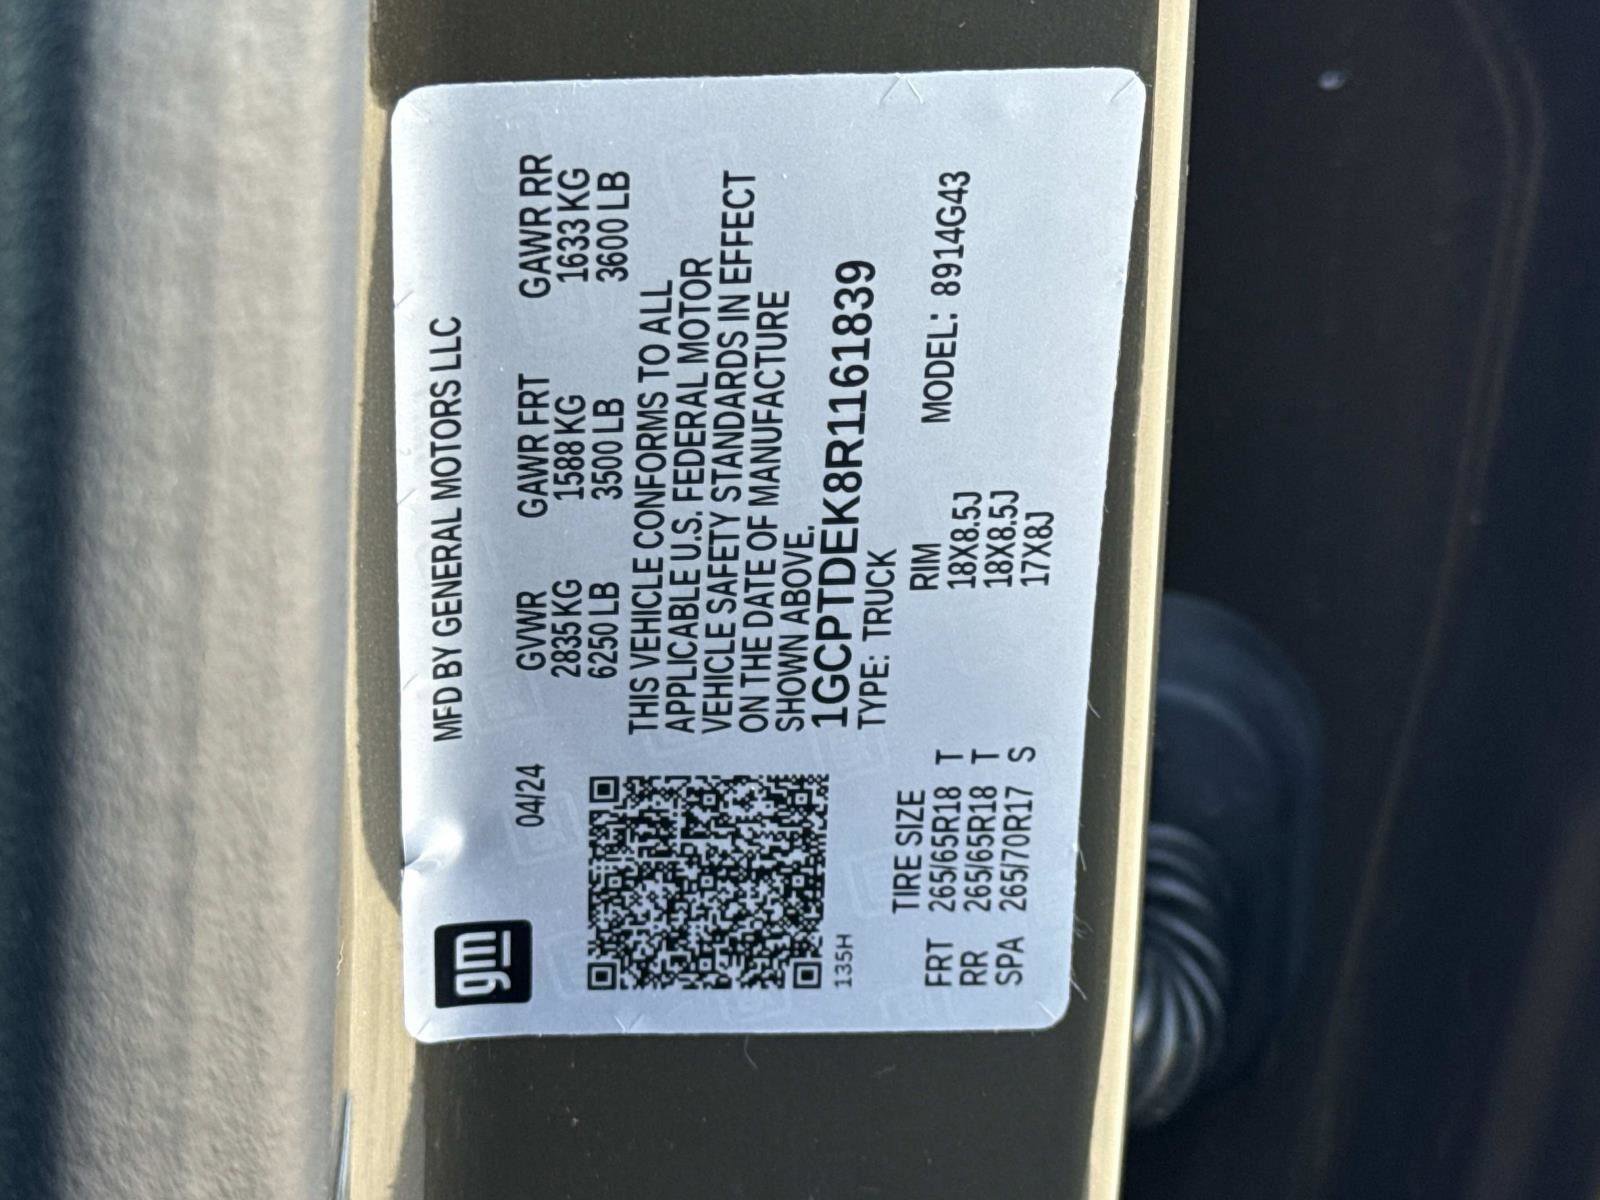 gm
MFD BY GENERAL MOTORS LLC
04/24
GVWR GAWR FRT GAWR RR
2835 KG 1588 KG 1633 KG
6250 LB 3500 LB 3600 LB
THIS VEHICLE CONFORMS TO ALL
APPLICABLE U.S. FEDERAL MOTOR
VEHICLE SAFETY STANDARDS IN EFFECT
ON THE DATE OF MANUFACTURE
SHOWN ABOVE.
1GCPTDEK8R1161839
TYPE: TRUCK
135H
MODEL: 8914G43
TIRE SIZE RIM
FRT 265/65R18 T 18X8.5J
RR 265/65R18 T 18X8.5J
SPA 265/70R17 S 17X8J